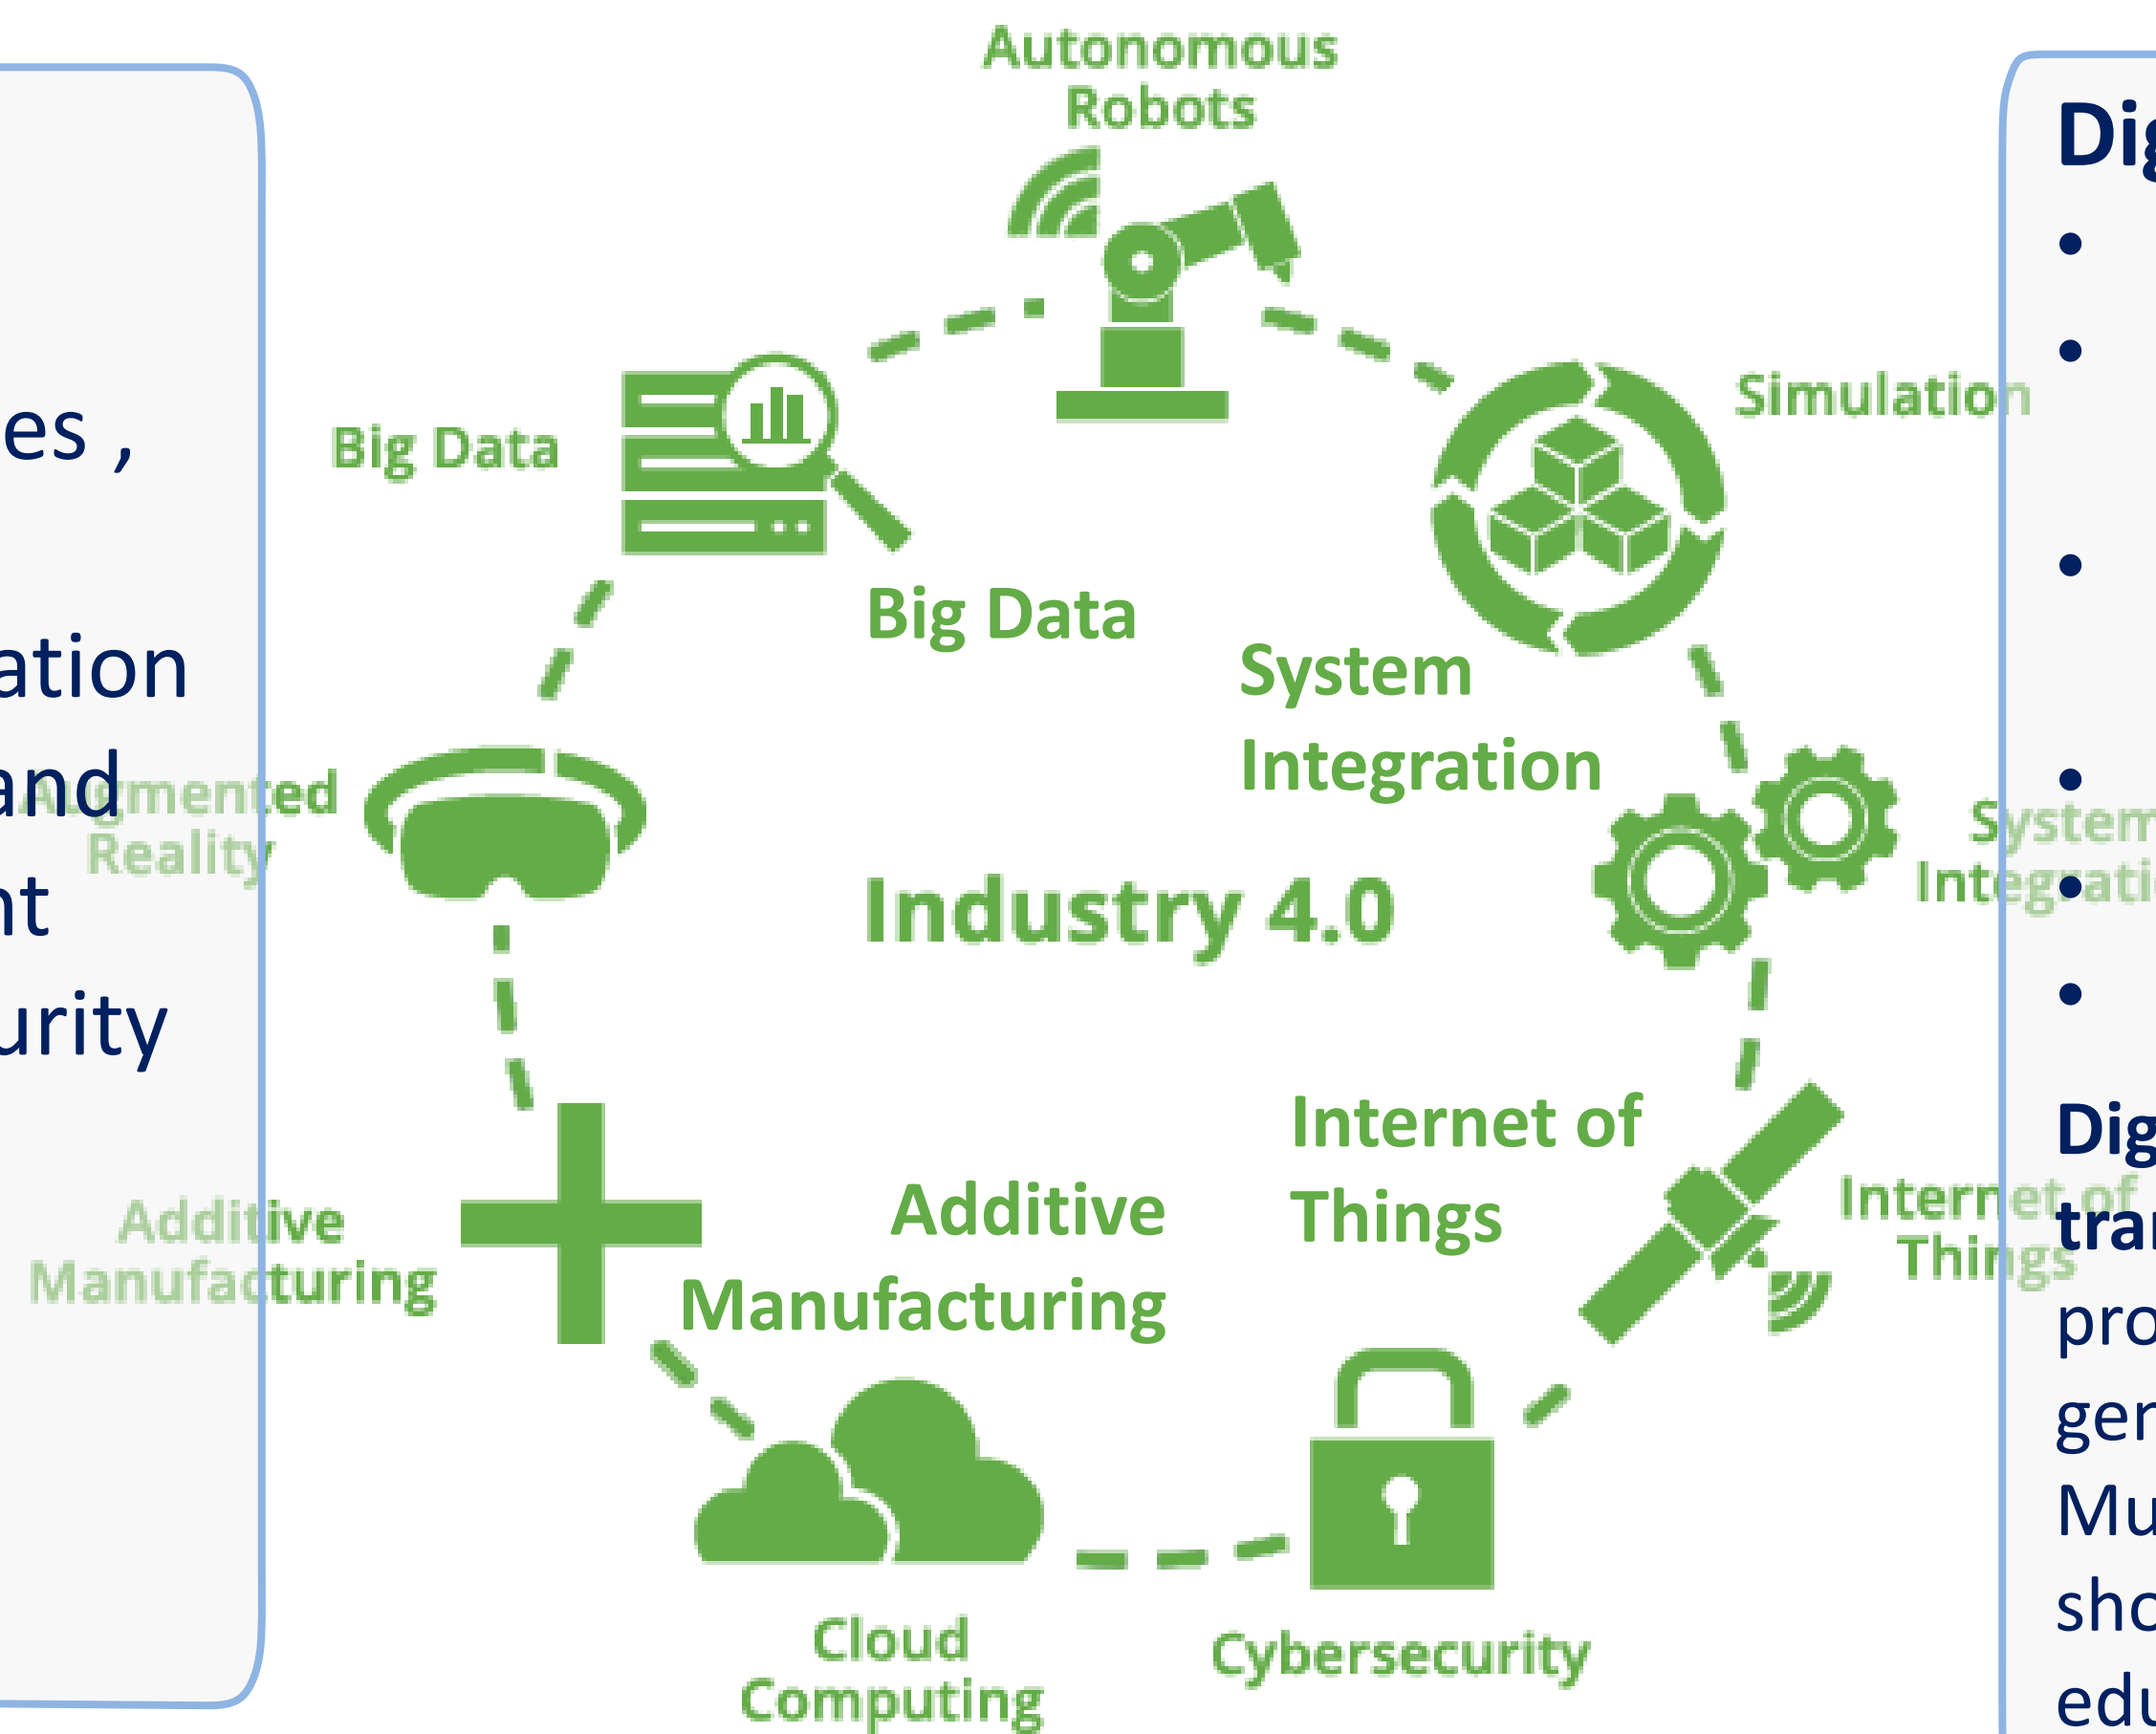 es ,
ation
and
nt
urity
Autonomous
Robots
Big Data
Simulation
Big Data
System
Integration
Augmented
Reality
Industry 4.0
System
Integrati
Additive
Manufacturing
Additive
Manufacturing
Internet of
Things
Internet of
Things
Cloud
Computing
Cybersecurity
Dig
•
•
•
•
•
•
Dig
tra
pro
ger
Mu
sho
edu